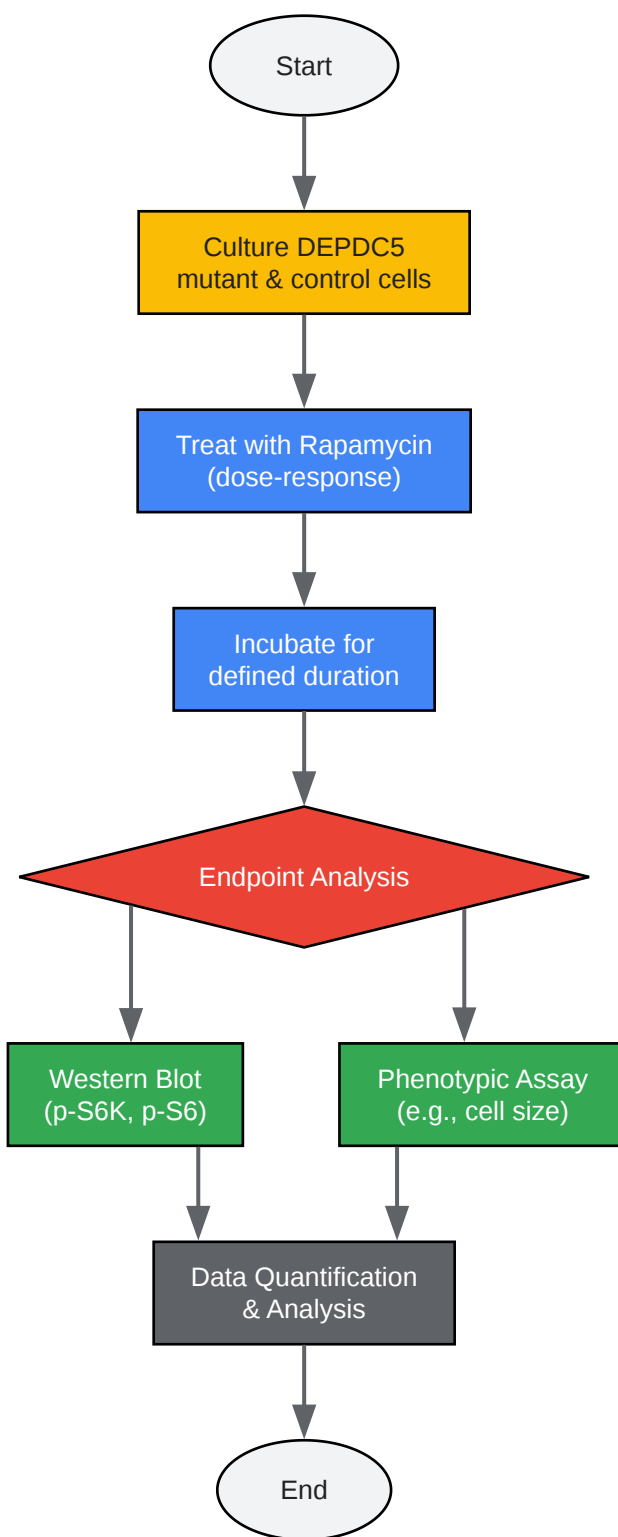 Start
Culture DEPDC5
mutant & control cells
Treat with Rapamycin
(dose-response)
Incubate for
defined duration
Endpoint Analysis
Western Blot
(p-S6K, p-S6)
Phenotypic Assay
(e.g., cell size)
Data Quantification
& Analysis
End